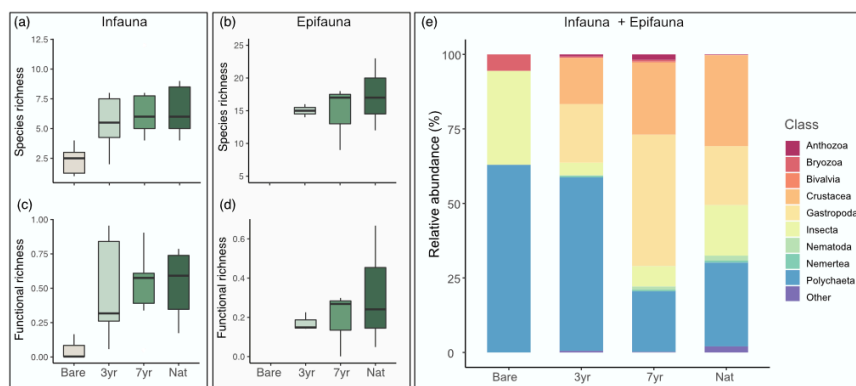 (a) Infauna
Species richness
12.5
10.0
7.5
5.0
2.5
(b) Epifauna
Species richness
25
20
15
10
5
(c)
Functional richness
1.00
0.75
0.50
0.25
0.00
Bare 3yr 7yr Nat
(d)
Functional richness
0.6
0.4
0.2
0.0
Bare 3yr 7yr Nat
(e) Infauna + Epifauna
Relative abundance (%)
100
75
50
25
0
Bare 3yr 7yr Nat
Class
Anthozoa
Bryozoa
Bivalvia
Crustacea
Gastropoda
Insecta
Nematoda
Nemertea
Polychaeta
Other